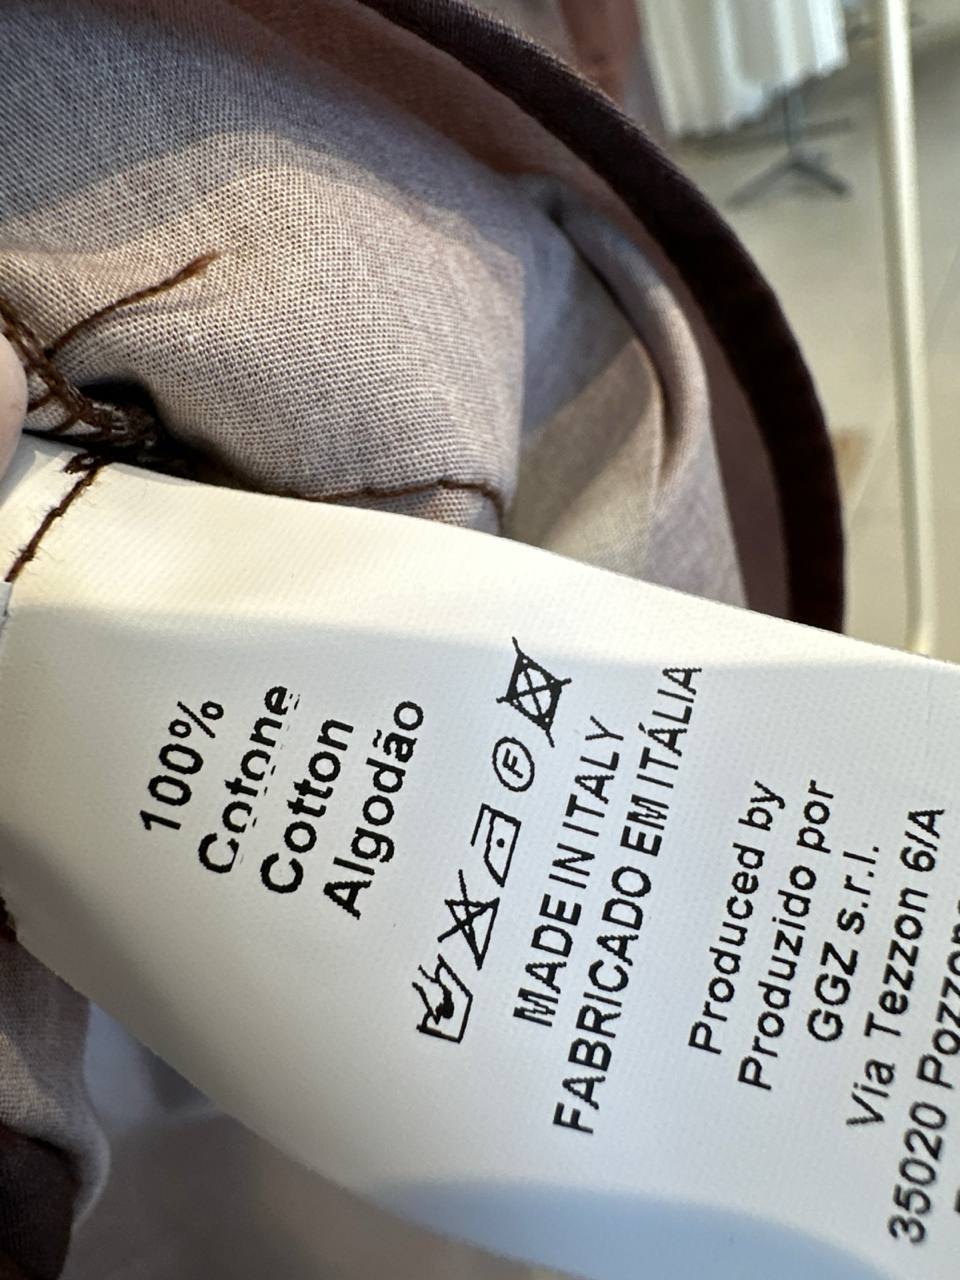 100%
Cotone
Cotton
Algodão
F
MADE IN ITALY
FABRICADO EM ITÁLIA
Produced by
Produzido por
GGZ s.r.l.
Via Tezzon 6/A
35020